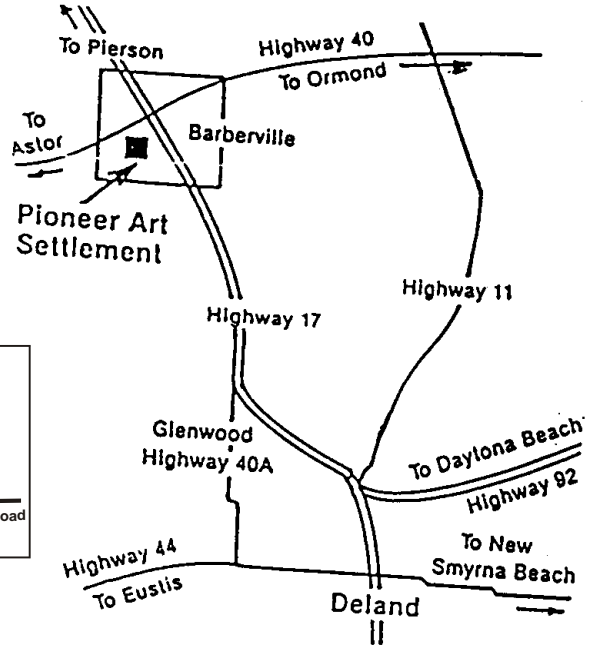 To Pierson
Highway 40
To Ormond
To
Astor
Barberville
Pioneer Art
Settlement
Highway 11
Highway 17
Glenwood
Highway 40A
To Daytona Beach
Highway 92
oad
Highway 44
To Eustis
To New
Smyrna Beach
Deland